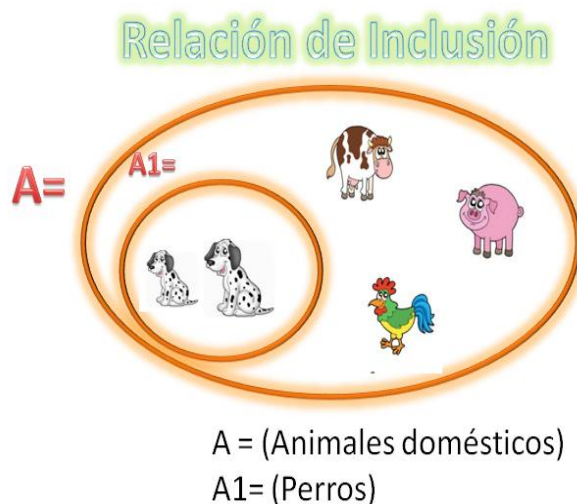 Relación de Inclusión
A1=
A=
A = (Animales domésticos)
A1= (Perros)